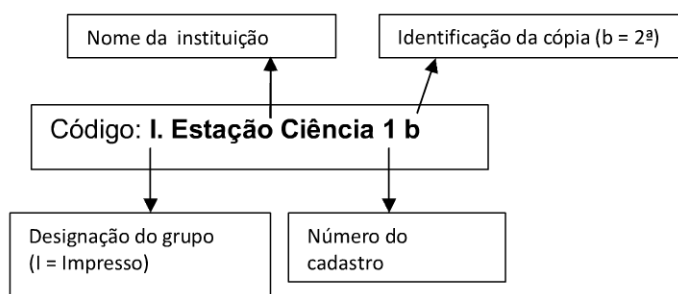 Nome da instituição
Identificação da cópia (b = 2ª)
Código: I. Estação Ciência 1 b
Designação do grupo
(I = Impresso)
Número do
cadastro